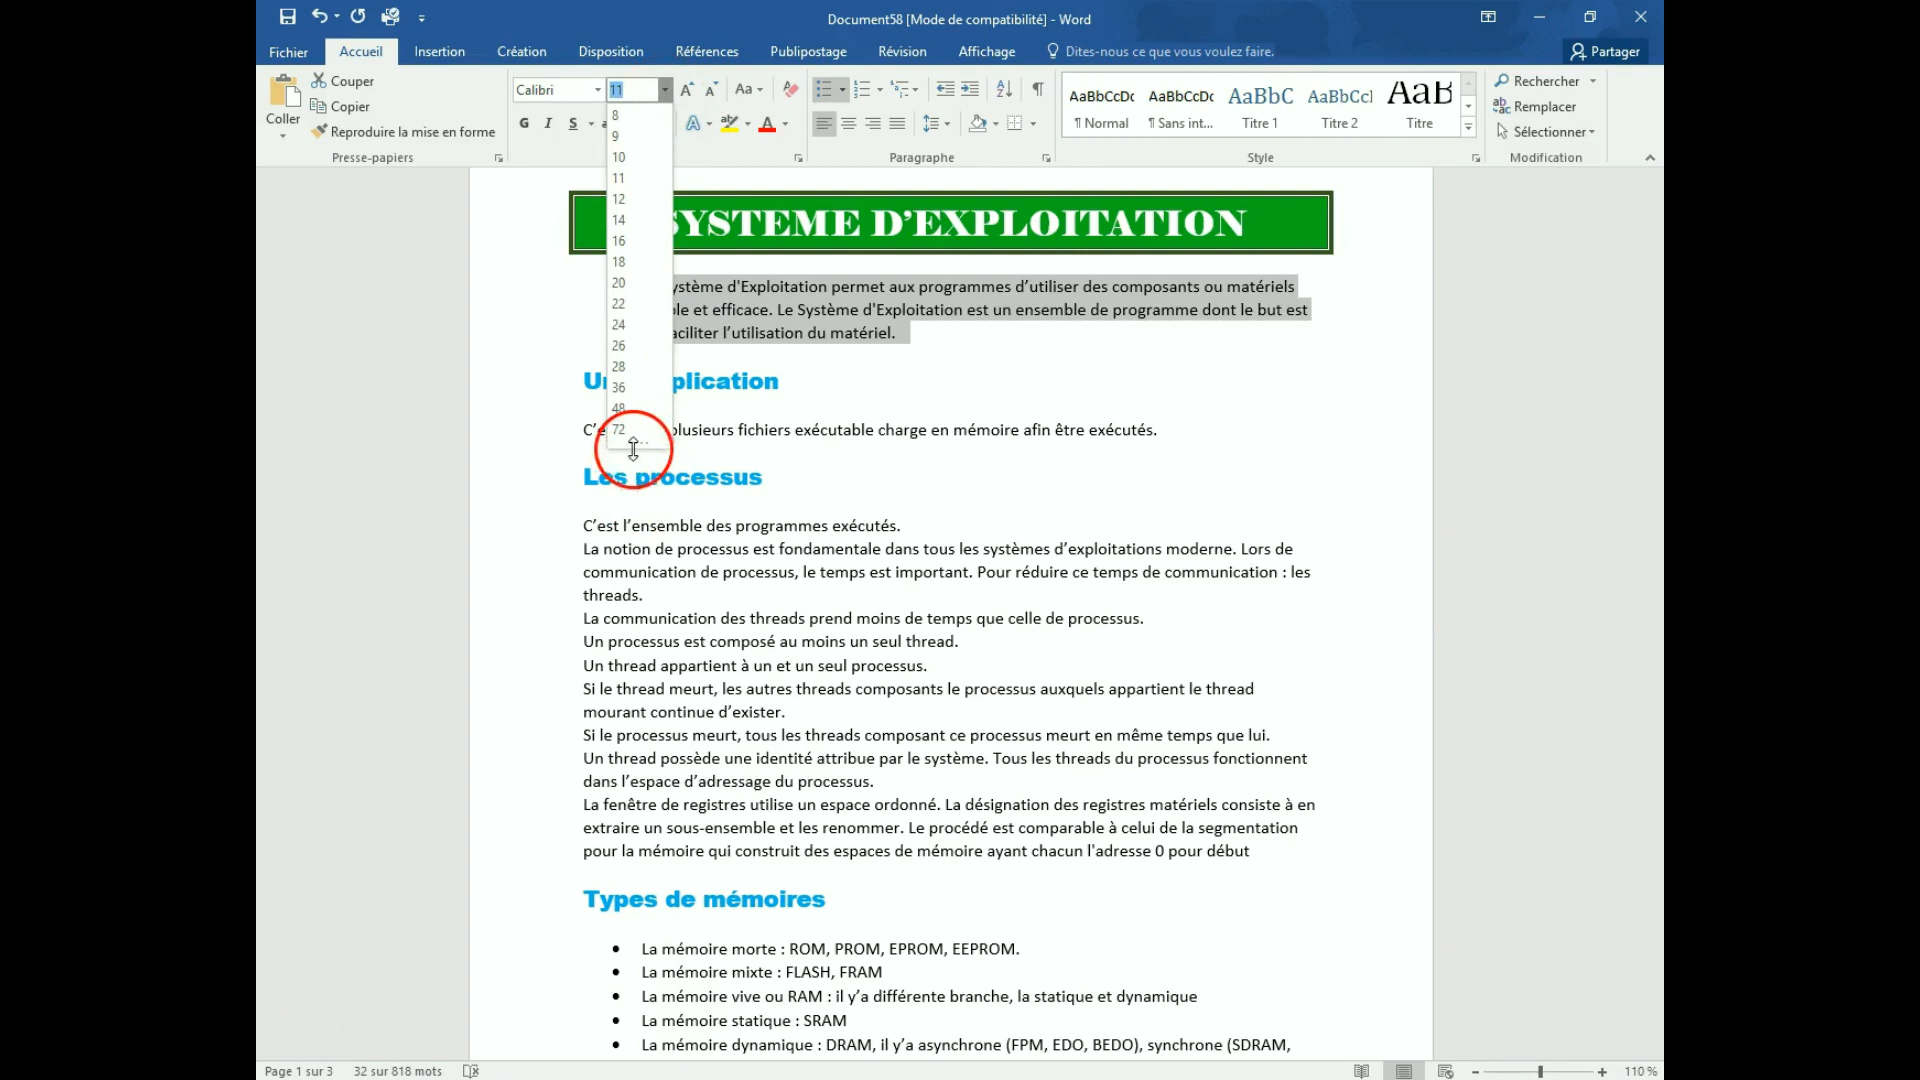 Document58 [Mode de compatibilité] - Word
Fichier Accueil Insertion Création Disposition Références Publipostage Révision Affichage Dites-nous ce que vous voulez faire. Partager
Coller
Couper
Copier
Reproduire la mise en forme
Presse-papiers
Calibri 11
Aa
G I S
A
Paragraphe
AaBbCcDc AaBbCcDc AaBbC AaBbCcI AaB
¶ Normal ¶ Sans int... Titre 1 Titre 2 Titre
Style
Rechercher
Remplacer
Sélectionner
Modification
8
9
10
11
12
14
16
18
20
22
24
26
28
36
48
72
SYSTEME D’EXPLOITATION
ystème d'Exploitation permet aux programmes d’utiliser des composants ou matériels
le et efficace. Le Système d'Exploitation est un ensemble de programme dont le but est
aciliter l’utilisation du matériel.
plication
plusieurs fichiers exécutable charge en mémoire afin être exécutés.
Les processus
C’est l’ensemble des programmes exécutés.
La notion de processus est fondamentale dans tous les systèmes d’exploitations moderne. Lors de
communication de processus, le temps est important. Pour réduire ce temps de communication : les
threads.
La communication des threads prend moins de temps que celle de processus.
Un processus est composé au moins un seul thread.
Un thread appartient à un et un seul processus.
Si le thread meurt, les autres threads composants le processus auxquels appartient le thread
mourant continue d’exister.
Si le processus meurt, tous les threads composant ce processus meurt en même temps que lui.
Un thread possède une identité attribue par le système. Tous les threads du processus fonctionnent
dans l’espace d’adressage du processus.
La fenêtre de registres utilise un espace ordonné. La désignation des registres matériels consiste à en
extraire un sous-ensemble et les renommer. Le procédé est comparable à celui de la segmentation
pour la mémoire qui construit des espaces de mémoire ayant chacun l'adresse 0 pour début
Types de mémoires
• La mémoire morte : ROM, PROM, EPROM, EEPROM.
• La mémoire mixte : FLASH, FRAM
• La mémoire vive ou RAM : il y’a différente branche, la statique et dynamique
• La mémoire statique : SRAM
• La mémoire dynamique : DRAM, il y’a asynchrone (FPM, EDO, BEDO), synchrone (SDRAM,
Page 1 sur 3 32 sur 818 mots 110 %